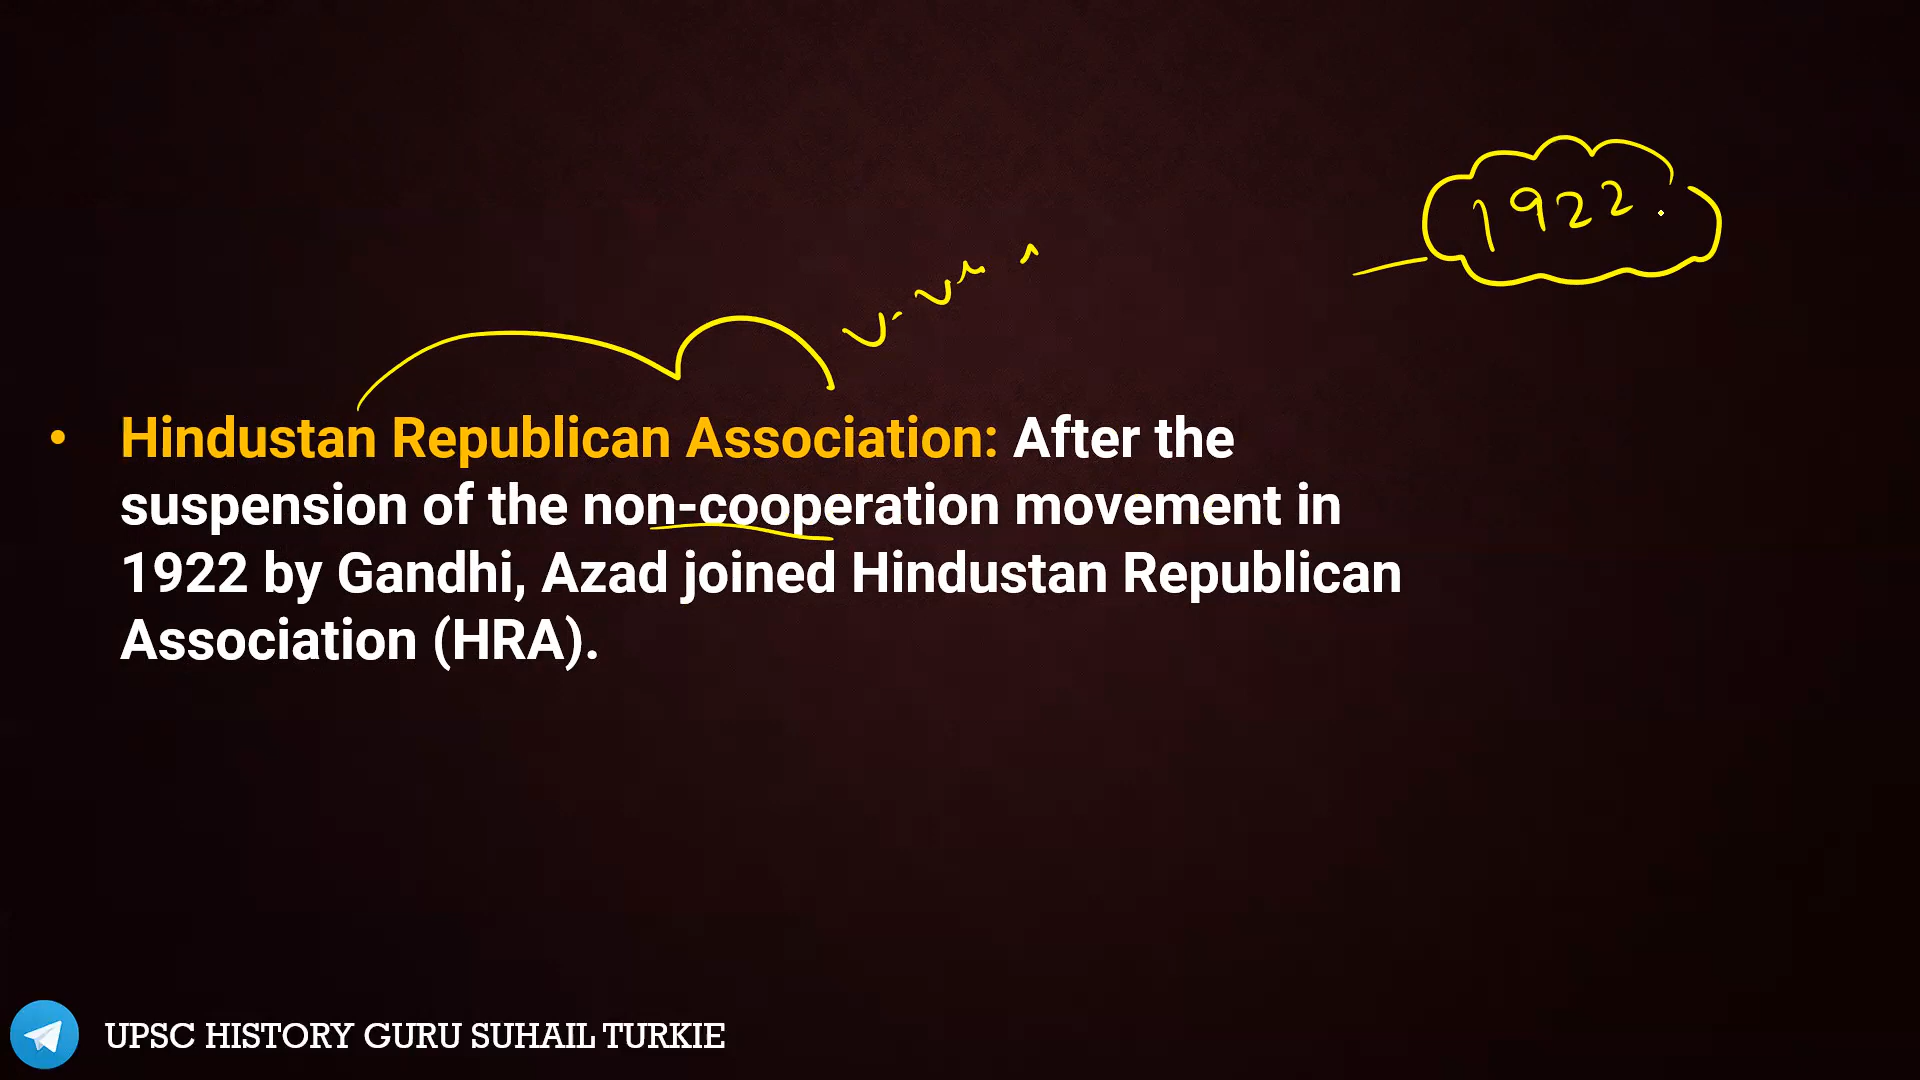 1922.
Hindustan Republican Association: After the
suspension of the non-cooperation movement in
1922 by Gandhi, Azad joined Hindustan Republican
Association (HRA).
UPSC HISTORY GURU SUHAIL TURKIE